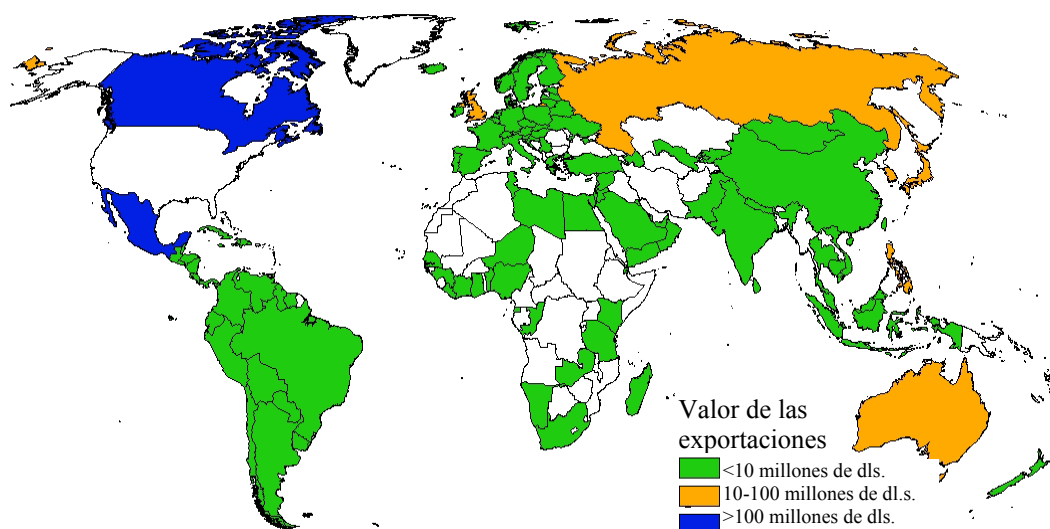 Valor de las
exportaciones
<10 millones de dls.
10-100 millones de dl.s.
>100 millones de dls.